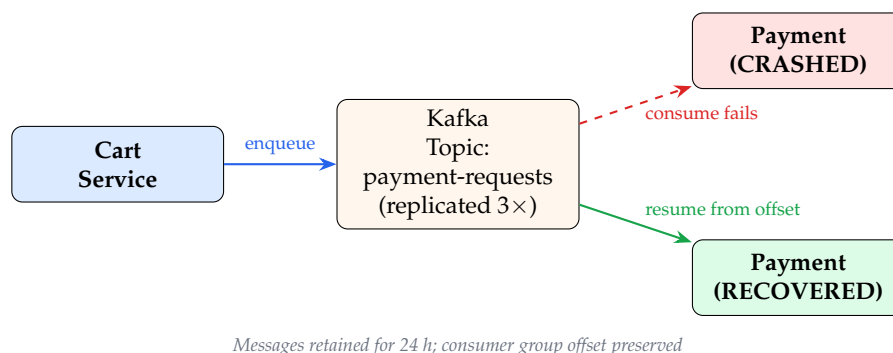 Payment
(CRASHED)
consume fails
Cart
Service
enqueue
Kafka
Topic:
payment-requests
(replicated 3×)
resume from offset
Payment
(RECOVERED)
Messages retained for 24 h; consumer group offset preserved